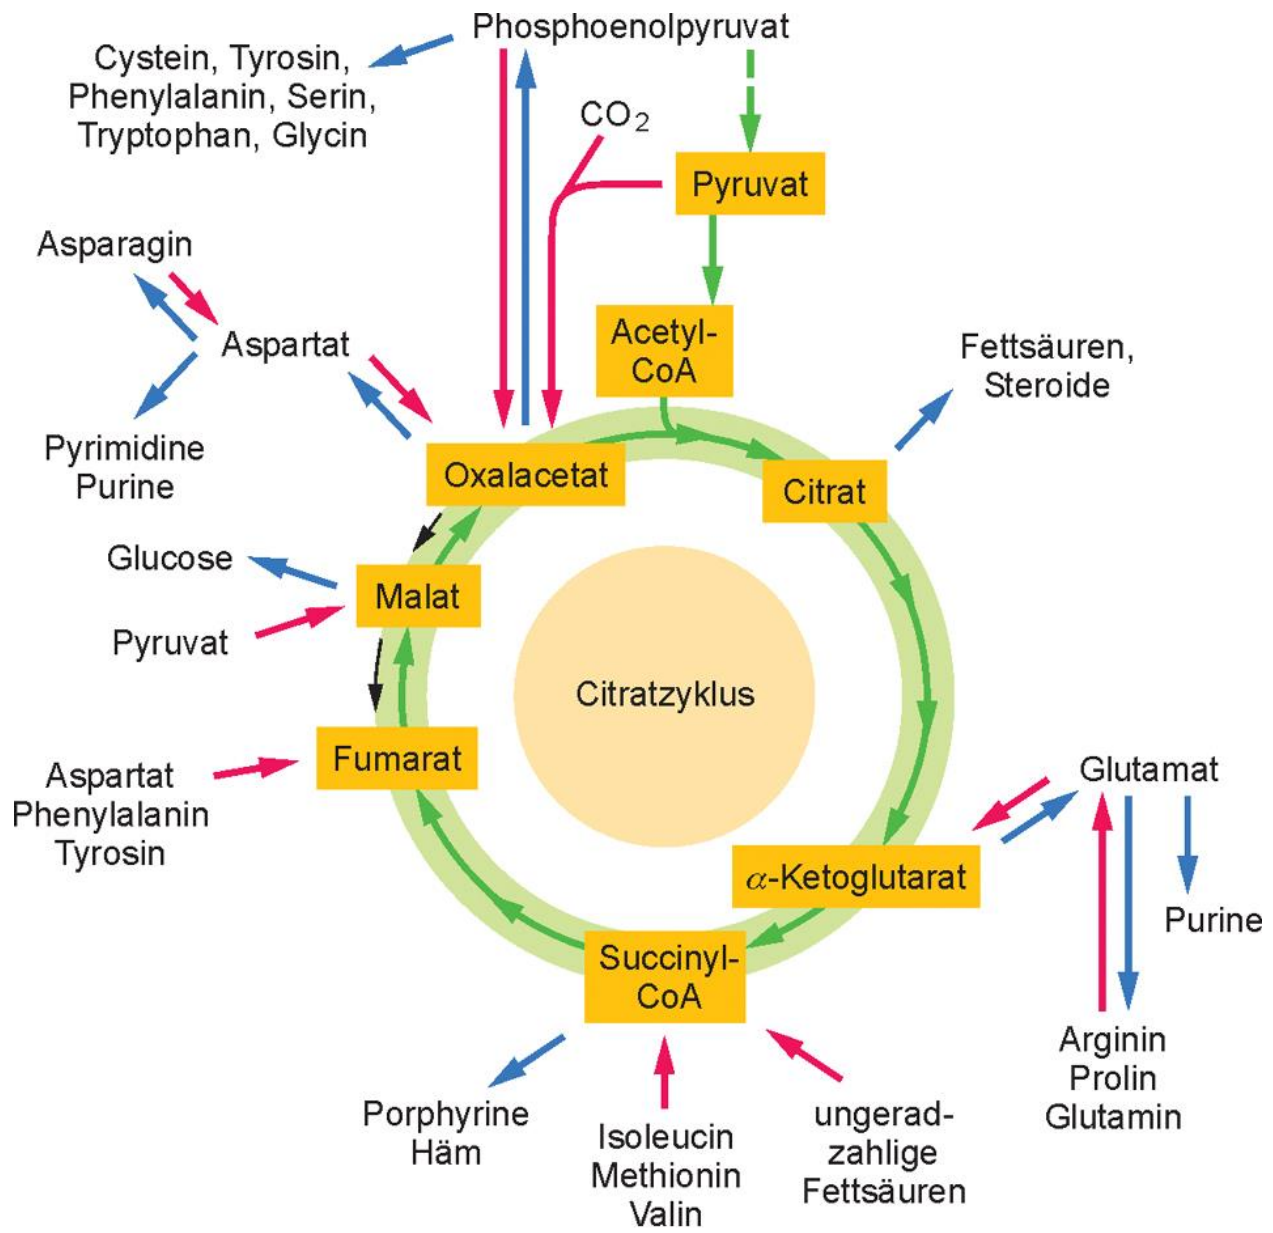 Phosphoenolpyruvat
Cystein, Tyrosin,
Phenylalanin, Serin,
Tryptophan, Glycin
CO₂
Pyruvat
Asparagin
Aspartat
Pyrimidine
Purine
Acetyl-
CoA
Fettsäuren,
Steroide
Oxalacetat
Citrat
Glucose
Malat
Pyruvat
Citratzyklus
Fumarat
Aspartat
Phenylalanin
Tyrosin
Glutamat
α-Ketoglutarat
Purine
Succinyl-
CoA
Arginin
Prolin
Glutamin
Porphyrine
Häm
Isoleucin
Methionin
Valin
ungerad-
zahlige
Fettsäuren